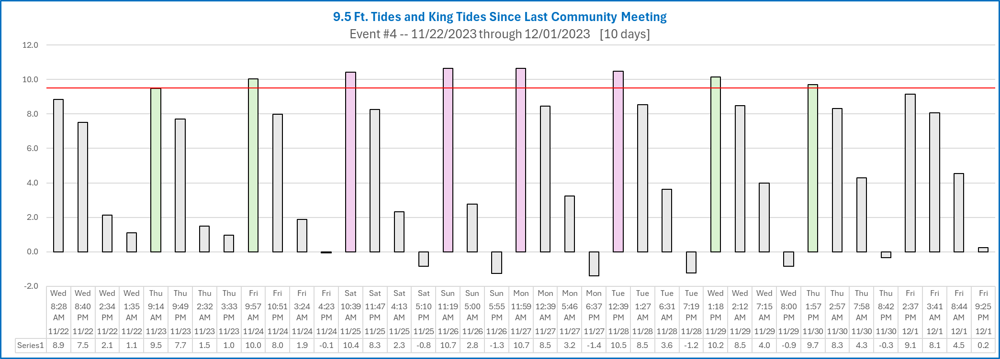 9.5 Ft. Tides and King Tides Since Last Community Meeting
Event #4 -- 11/22/2023 through 12/01/2023 [10 days]
12.0
10.0
8.0
6.0
4.0
2.0
0.0
-2.0
Wed Wed Wed Wed Thu Thu Thu Thu Fri Fri Fri Fri Sat Sat Sat Sat Sun Sun Sun Mon Mon Mon Mon Tue Tue Tue Tue Wed Wed Wed Wed Thu Thu Thu Thu Fri Fri Fri Fri
8:28 8:40 2:34 1:35 9:14 9:49 2:32 3:33 9:57 10:51 3:24 4:23 10:39 11:47 4:13 5:10 11:19 5:00 5:55 11:59 12:39 5:46 6:37 12:39 1:27 6:31 7:19 1:18 2:12 7:15 8:00 1:57 2:57 7:58 8:42 2:37 3:41 8:44 9:25
AM PM PM AM AM PM AM PM AM PM AM PM AM PM AM PM AM AM PM AM AM AM PM PM AM AM PM PM AM AM PM PM AM AM PM PM AM AM PM
11/22 11/22 11/22 11/22 11/23 11/23 11/23 11/23 11/24 11/24 11/24 11/24 11/25 11/25 11/25 11/25 11/26 11/26 11/26 11/27 11/27 11/27 11/27 11/28 11/28 11/28 11/28 11/29 11/29 11/29 11/29 11/30 11/30 11/30 11/30 12/1 12/1 12/1 12/1
Series1 8.9 7.5 2.1 1.1 9.5 7.7 1.5 1.0 10.0 8.0 1.9 -0.1 10.4 8.3 2.3 -0.8 10.7 2.8 -1.3 10.7 8.5 3.2 -1.4 10.5 8.5 3.6 -1.2 10.2 8.5 4.0 -0.9 9.7 8.3 4.3 -0.3 9.1 8.1 4.5 0.2